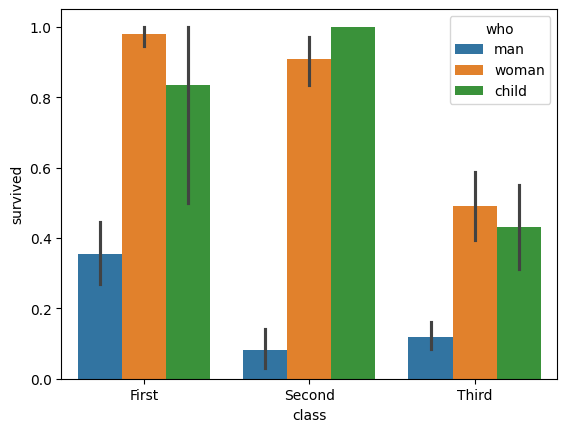 1.0
0.8
0.6
0.4
0.2
0.0
survived
who
man
woman
child
First Second Third
class